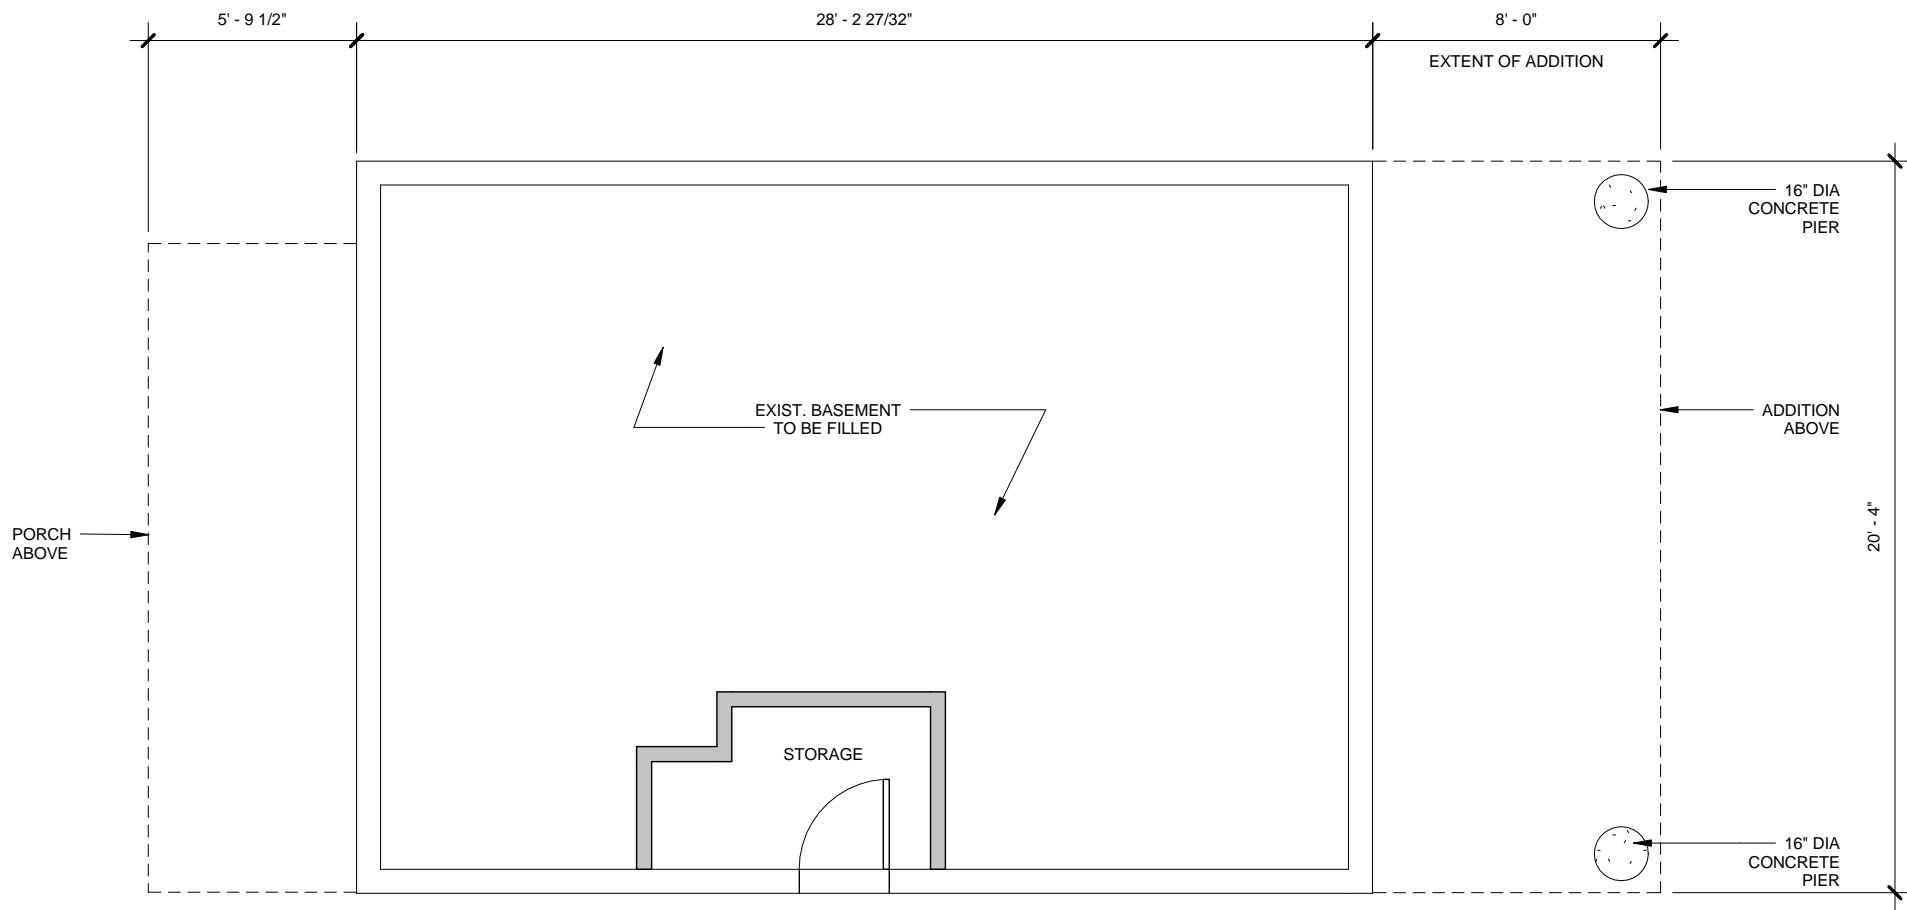 5' - 9 1/2"
28' - 2 27/32"
8' - 0"
EXTENT OF ADDITION
16" DIA
CONCRETE
PIER
EXIST. BASEMENT
TO BE FILLED
ADDITION
ABOVE
PORCH
ABOVE
20' - 4"
STORAGE
16" DIA
CONCRETE
PIER